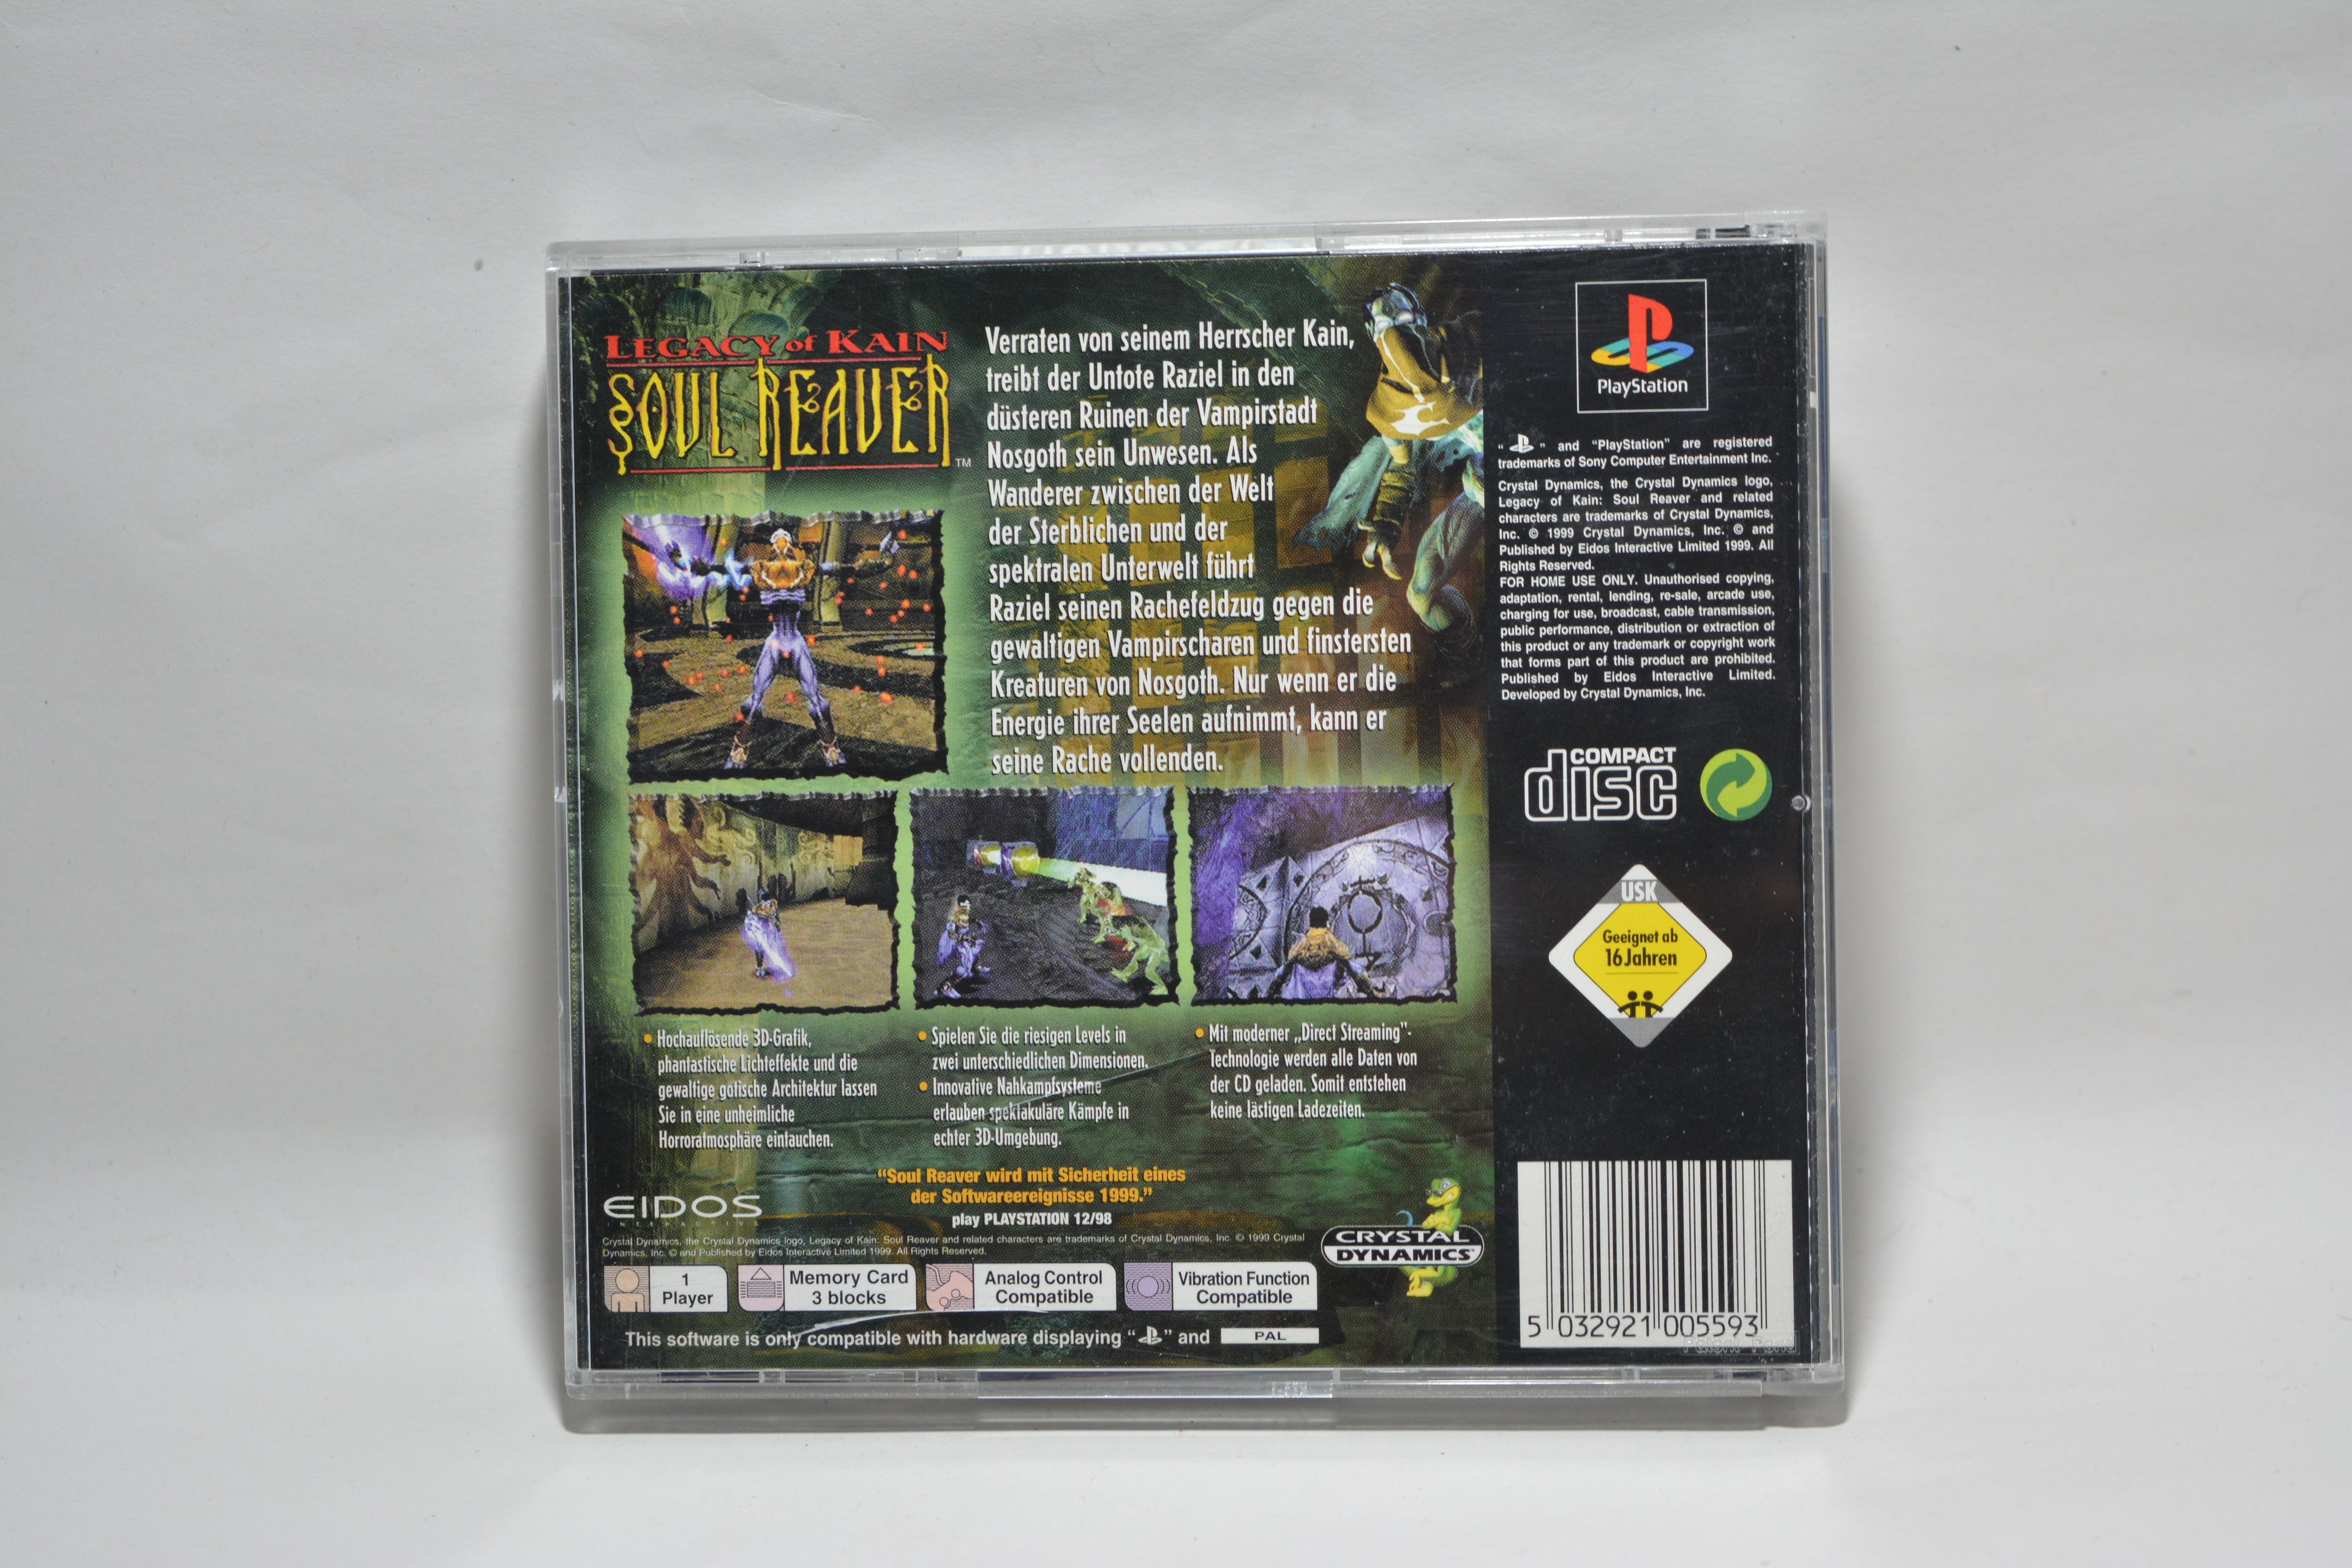 LEGACY of KAIN
SOUL REAVER™
Verraten von seinem Herrscher Kain,
treibt der Untote Raziel in den
düsteren Ruinen der Vampirstadt
Nosgoth sein Unwesen. Als
Wanderer zwischen der Welt
der Sterblichen und der
spektralen Unterwelt führt
Raziel seinen Rachefeldzug gegen die
gewaltigen Vampirscharen und finstersten
Kreaturen von Nosgoth. Nur wenn er die
Energie ihrer Seelen aufnimmt, kann er
seine Rache vollenden.
• Hochauflösende 3D-Grafik,
phantastische Lichteffekte und die
gewaltige gotische Architektur lassen
Sie in eine unheimliche
Horroratmosphäre eintauchen.
• Spielen Sie die riesigen Levels in
zwei unterschiedlichen Dimensionen.
• Innovative Nahkampfsysteme
erlauben spektakuläre Kämpfe in
echter 3D-Umgebung.
• Mit moderner „Direct Streaming"-
Technologie werden alle Daten von
der CD geladen. Somit entstehen
keine lästigen Ladezeiten.
“Soul Reaver wird mit Sicherheit eines
der Softwareereignisse 1999.”
play PLAYSTATION 12/98
EIDOS
INTERACTIVE
CRYSTAL
DYNAMICS
Crystal Dynamics, the Crystal Dynamics logo, Legacy of Kain: Soul Reaver and related characters are trademarks of Crystal Dynamics, Inc. © 1999 Crystal
Dynamics, Inc. © and Published by Eidos Interactive Limited 1999. All Rights Reserved.
1
Player
Memory Card
3 blocks
Analog Control
Compatible
Vibration Function
Compatible
This software is only compatible with hardware displaying “ ” and PAL
PlayStation
“ ” and “PlayStation” are registered
trademarks of Sony Computer Entertainment Inc.
Crystal Dynamics, the Crystal Dynamics logo,
Legacy of Kain: Soul Reaver and related
characters are trademarks of Crystal Dynamics,
Inc. © 1999 Crystal Dynamics, Inc. © and
Published by Eidos Interactive Limited 1999. All
Rights Reserved.
FOR HOME USE ONLY. Unauthorised copying,
adaptation, rental, lending, re-sale, arcade use,
charging for use, broadcast, cable transmission,
public performance, distribution or extraction of
this product or any trademark or copyright work
that forms part of this product are prohibited.
Published by Eidos Interactive Limited.
Developed by Crystal Dynamics, Inc.
COMPACT
disc
USK
Geeignet ab
16 Jahren
5 032921 005593